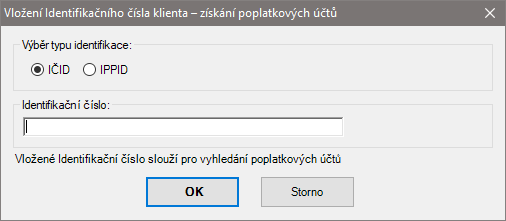 Vložení Identifikačního čísla klienta – získání poplatkových účtů
Výběr typu identifikace:
IČID IPPID
Identifikační číslo:
Vložené Identifikační číslo slouží pro vyhledání poplatkových účtů
OK Storno